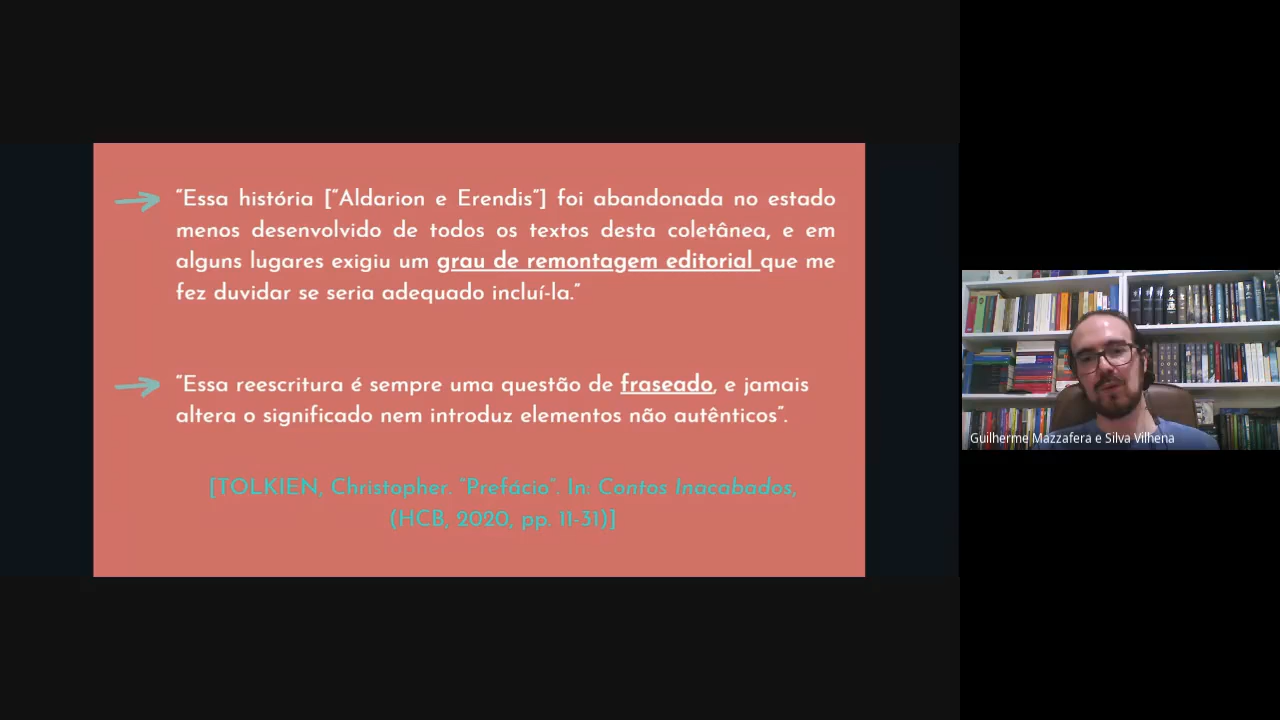 “Essa história [“Aldarion e Erendis”] foi abandonada no estado
menos desenvolvido de todos os textos desta coletânea, e em
alguns lugares exigiu um grau de remontagem editorial que me
fez duvidar se seria adequado incluí-la.”
“Essa reescritura é sempre uma questão de fraseado, e jamais
altera o significado nem introduz elementos não autênticos”.
[TOLKIEN, Christopher. “Prefácio”. In: Contos Inacabados,
(HCB, 2020, pp. 11-31)]
Guilherme Mazzafera e Silva Vilhena